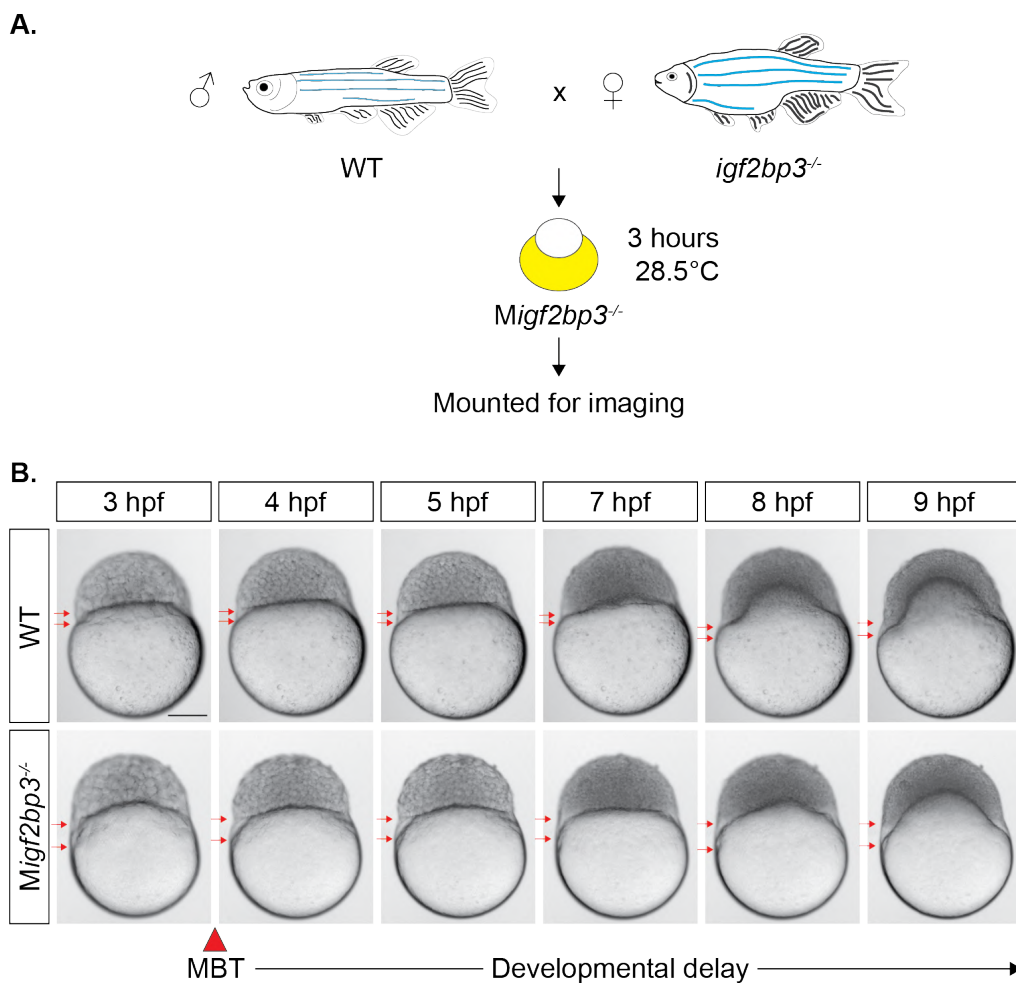 A.
♂
x
♀
WT
igf2bp3-/-
3 hours
28.5°C
Migf2bp3-/-
Mounted for imaging
B.
3 hpf
4 hpf
5 hpf
7 hpf
8 hpf
9 hpf
WT
Migf2bp3-/-
MBT
Developmental delay